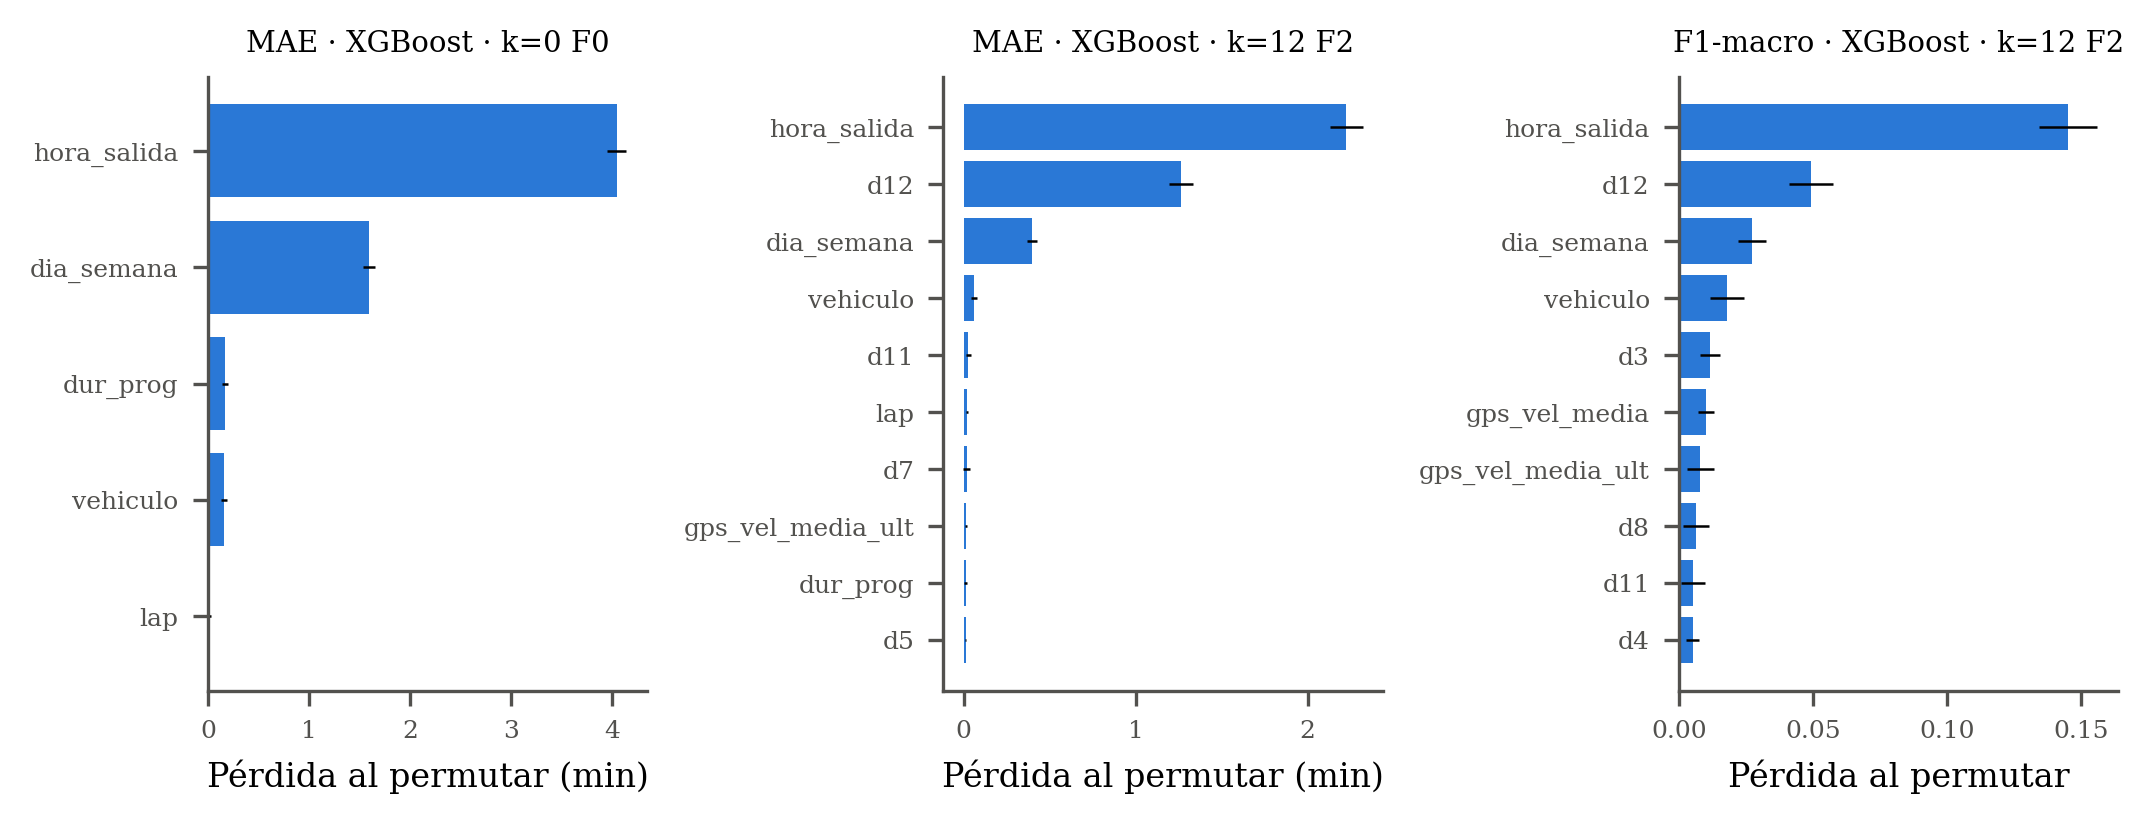 MAE · XGBoost · k=0 F0
hora_salida
dia_semana
dur_prog
vehiculo
lap
0 1 2 3 4
Pérdida al permutar (min)
MAE · XGBoost · k=12 F2
hora_salida
d12
dia_semana
vehiculo
d11
lap
d7
gps_vel_media_ult
dur_prog
d5
0 1 2
Pérdida al permutar (min)
F1-macro · XGBoost · k=12 F2
hora_salida
d12
dia_semana
vehiculo
d3
gps_vel_media
gps_vel_media_ult
d8
d11
d4
0.00 0.05 0.10 0.15
Pérdida al permutar